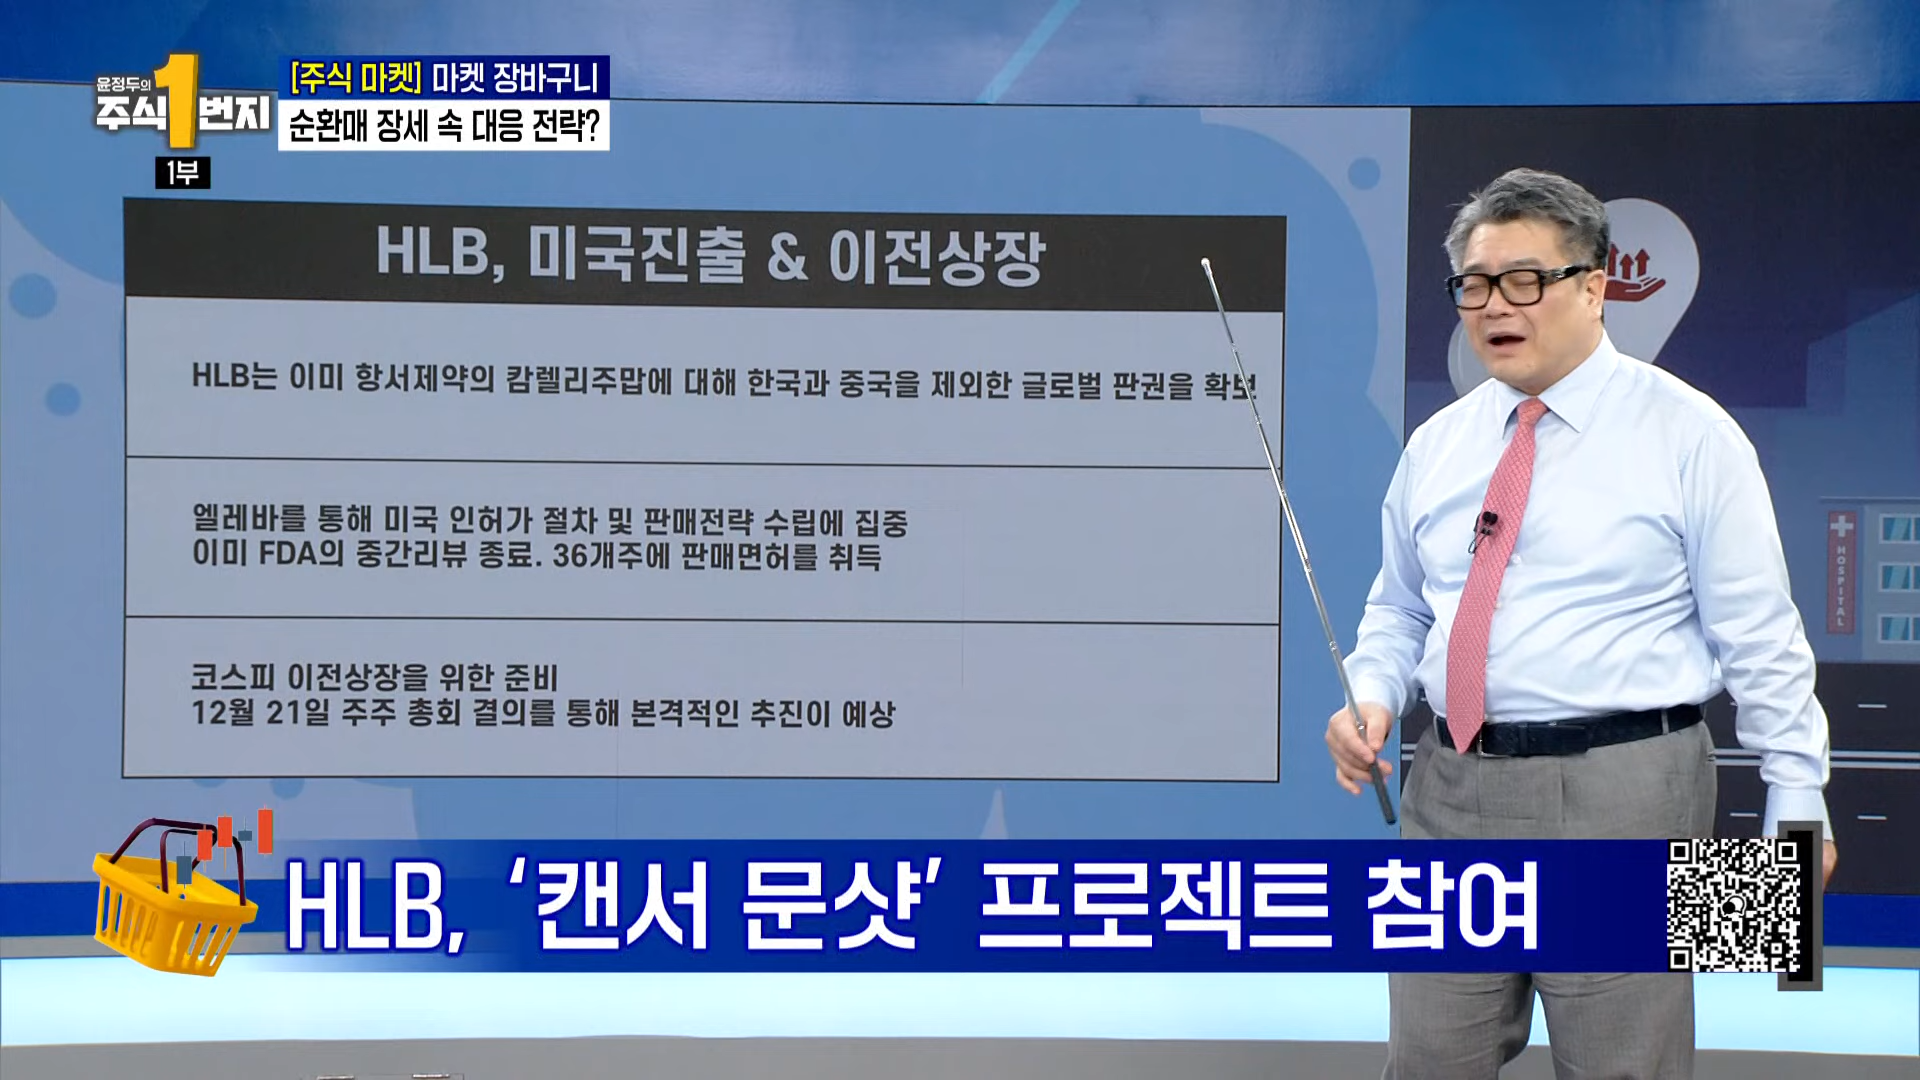 윤정두의
주식1번지
1부
[주식 마켓] 마켓 장바구니
순환매 장세 속 대응 전략?
HLB, 미국진출 & 이전상장
HLB는 이미 항서제약의 캄렐리주맙에 대해 한국과 중국을 제외한 글로벌 판권을 확보
엘레바를 통해 미국 인허가 절차 및 판매전략 수립에 집중
이미 FDA의 중간리뷰 종료. 36개주에 판매면허를 취득
코스피 이전상장을 위한 준비
12월 21일 주주 총회 결의를 통해 본격적인 추진이 예상
HOSPITAL
HLB, ‘캔서 문샷’ 프로젝트 참여